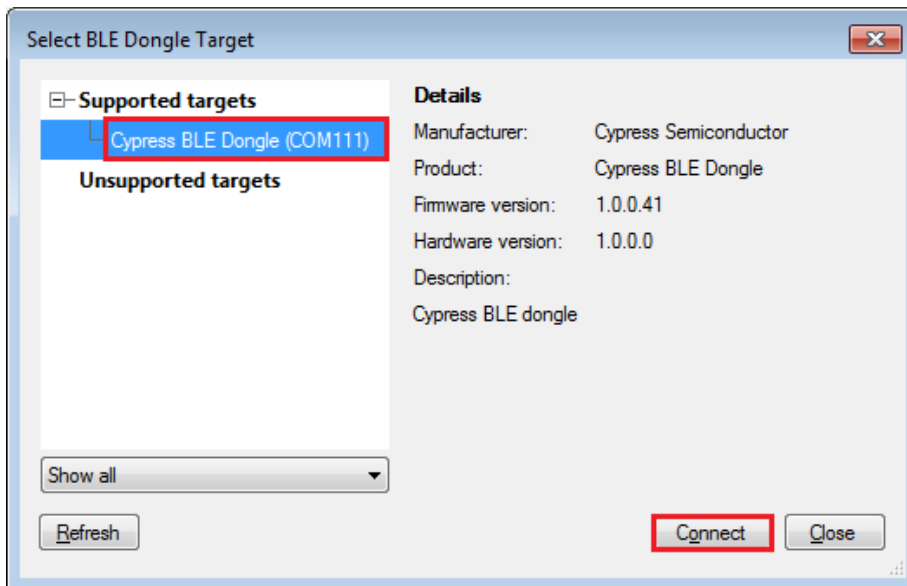 Select BLE Dongle Target
Supported targets
Cypress BLE Dongle (COM111)
Unsupported targets
Show all
Refresh
Details
Manufacturer: Cypress Semiconductor
Product: Cypress BLE Dongle
Firmware version: 1.0.0.41
Hardware version: 1.0.0.0
Description:
Cypress BLE dongle
Connect Close